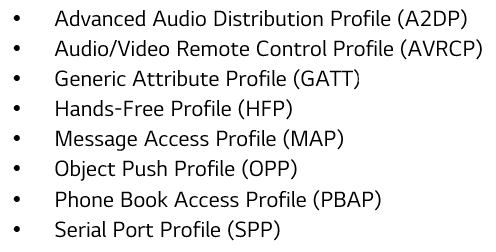 • Advanced Audio Distribution Profile (A2DP)
• Audio/Video Remote Control Profile (AVRCP)
• Generic Attribute Profile (GATT)
• Hands-Free Profile (HFP)
• Message Access Profile (MAP)
• Object Push Profile (OPP)
• Phone Book Access Profile (PBAP)
• Serial Port Profile (SPP)